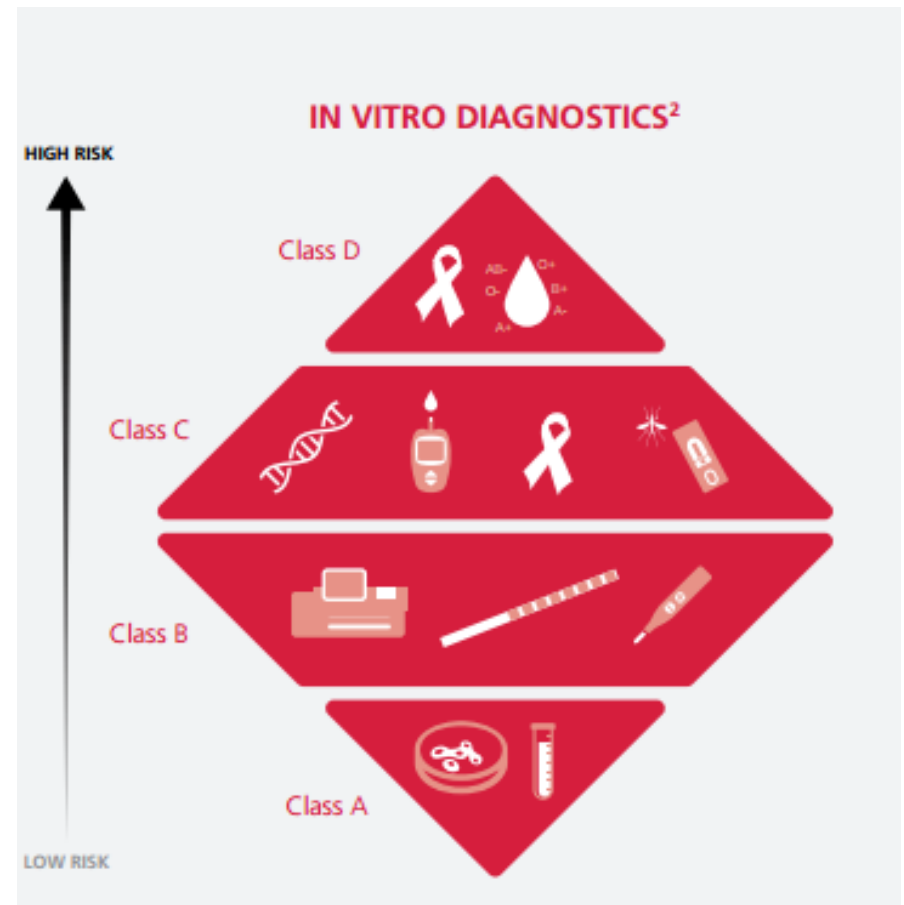 IN VITRO DIAGNOSTICS²
HIGH RISK
Class D
AB- O+
O- B+
A-
A+
Class C
Class B
Class A
LOW RISK